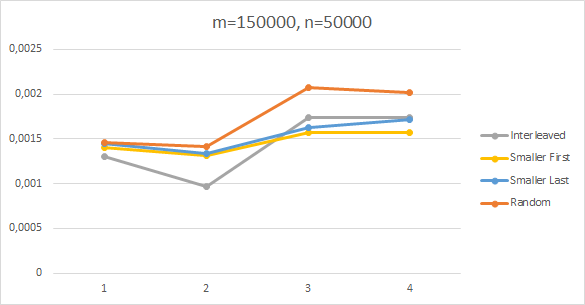 m=150000, n=50000
0,0025
0,002
0,0015
0,001
0,0005
0
1 2 3 4
Interleaved
Smaller First
Smaller Last
Random